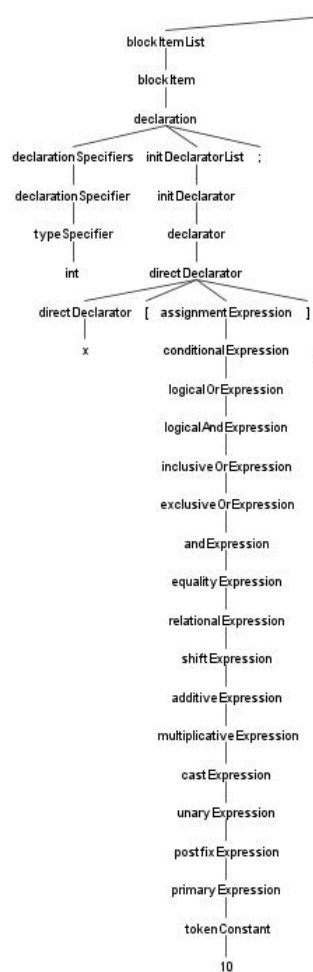 blockItemList
blockItem
declaration
declarationSpecifiers initDeclaratorList ;
declarationSpecifier initDeclarator
typeSpecifier declarator
int directDeclarator
directDeclarator [ assignmentExpression ]
x conditionalExpression
logicalOrExpression
logicalAndExpression
inclusiveOrExpression
exclusiveOrExpression
andExpression
equalityExpression
relationalExpression
shiftExpression
additiveExpression
multiplicativeExpression
castExpression
unaryExpression
postfixExpression
primaryExpression
tokenConstant
10